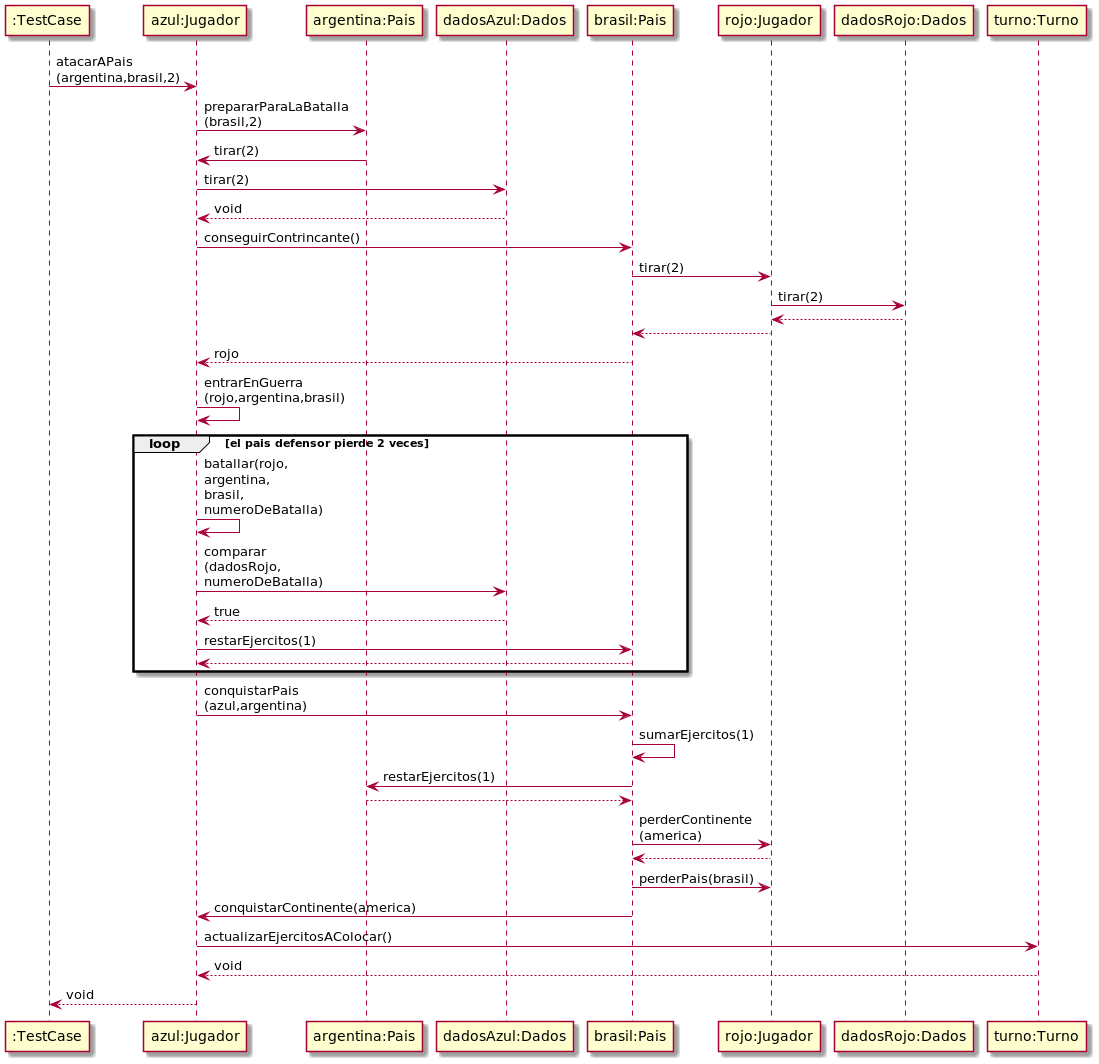 :TestCase
azul:Jugador
argentina:Pais
dadosAzul:Dados
brasil:Pais
rojo:Jugador
dadosRojo:Dados
turno:Turno
atacarAPais
(argentina,brasil,2)
prepararParaLaBatalla
(brasil,2)
tirar(2)
tirar(2)
void
conseguirContrincante()
tirar(2)
tirar(2)
rojo
entrarEnGuerra
(rojo,argentina,brasil)
loop
[el pais defensor pierde 2 veces]
batallar(rojo,
argentina,
brasil,
numeroDeBatalla)
comparar
(dadosRojo,
numeroDeBatalla)
true
restarEjercitos(1)
conquistarPais
(azul,argentina)
sumarEjercitos(1)
restarEjercitos(1)
perderContinente
(america)
perderPais(brasil)
conquistarContinente(america)
actualizarEjercitosAColocar()
void
void
:TestCase
azul:Jugador
argentina:Pais
dadosAzul:Dados
brasil:Pais
rojo:Jugador
dadosRojo:Dados
turno:Turno